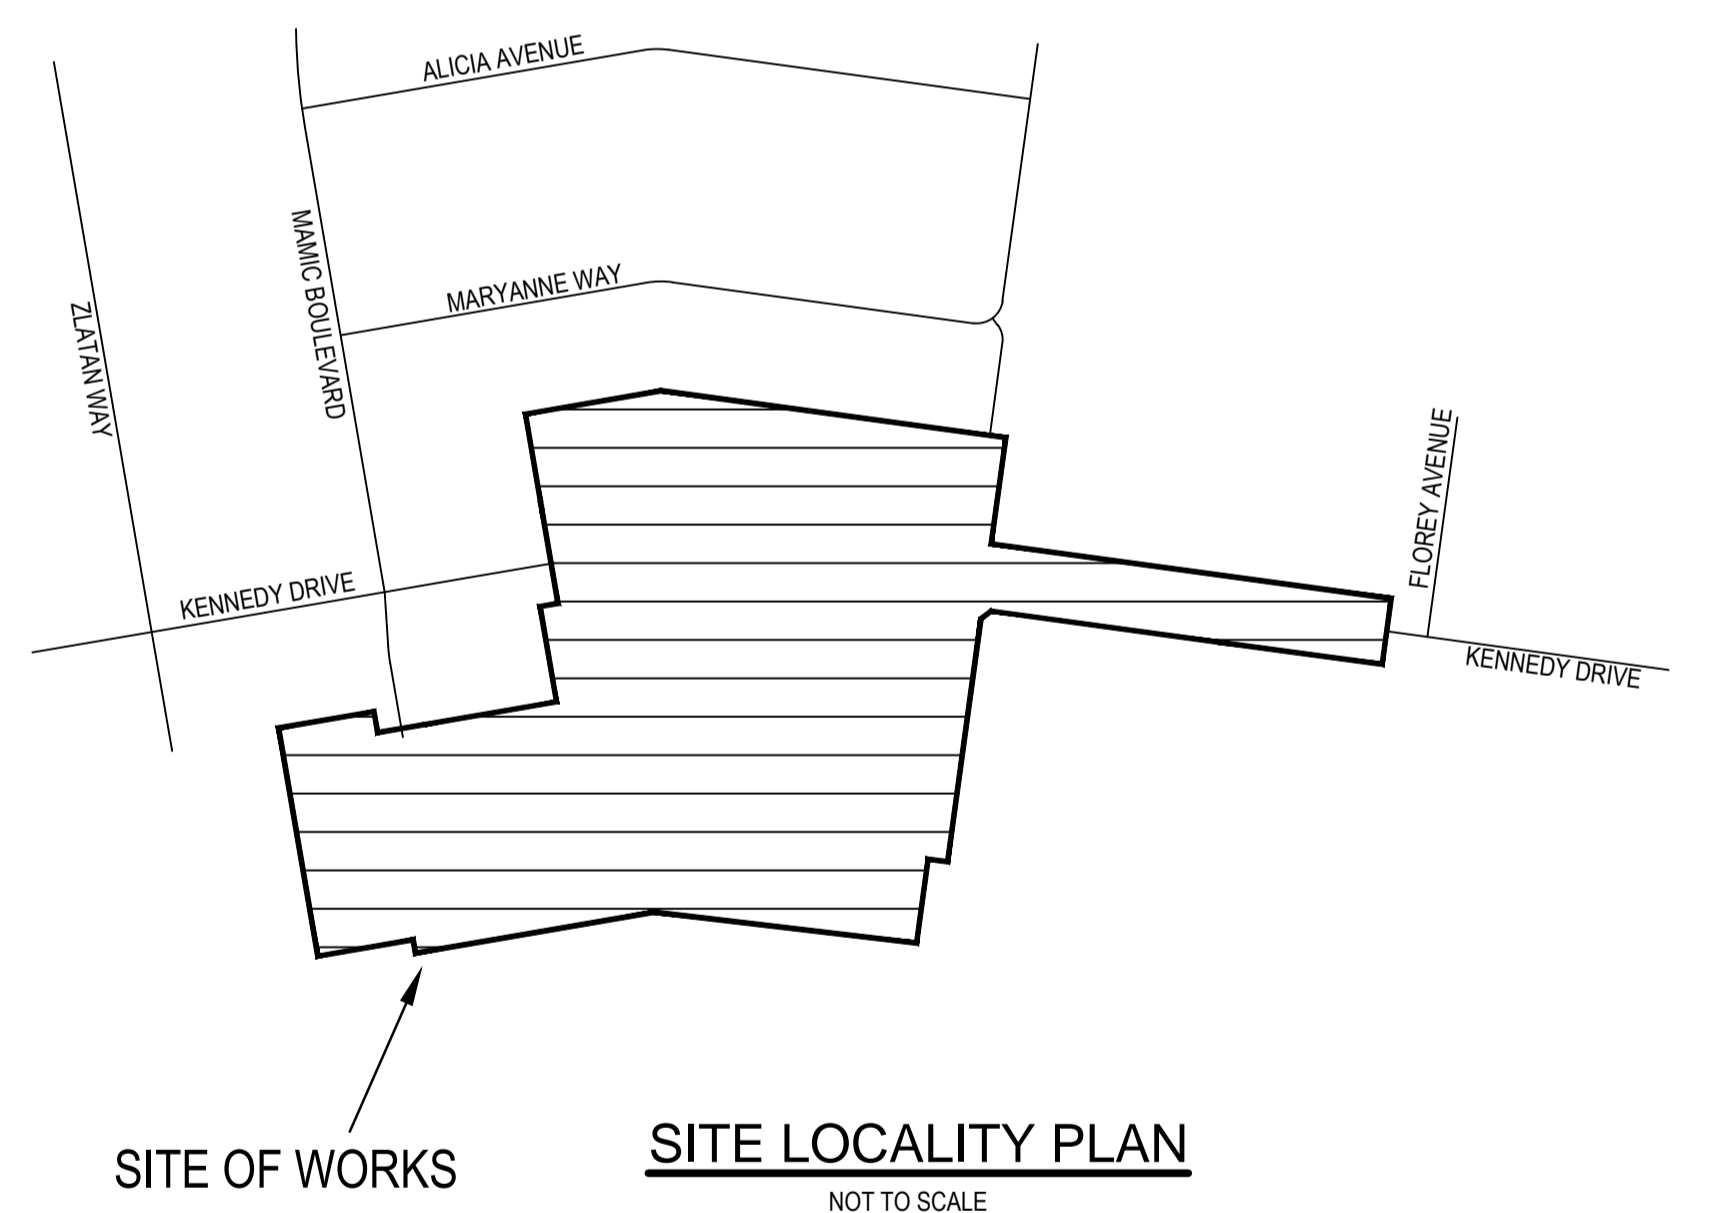 ALICIA AVENUE
MAMIC BOULEVARD
MARYANNE WAY
ZLATAN WAY
FLOREY AVENUE
KENNEDY DRIVE
KENNEDY DRIVE
SITE OF WORKS
SITE LOCALITY PLAN
NOT TO SCALE